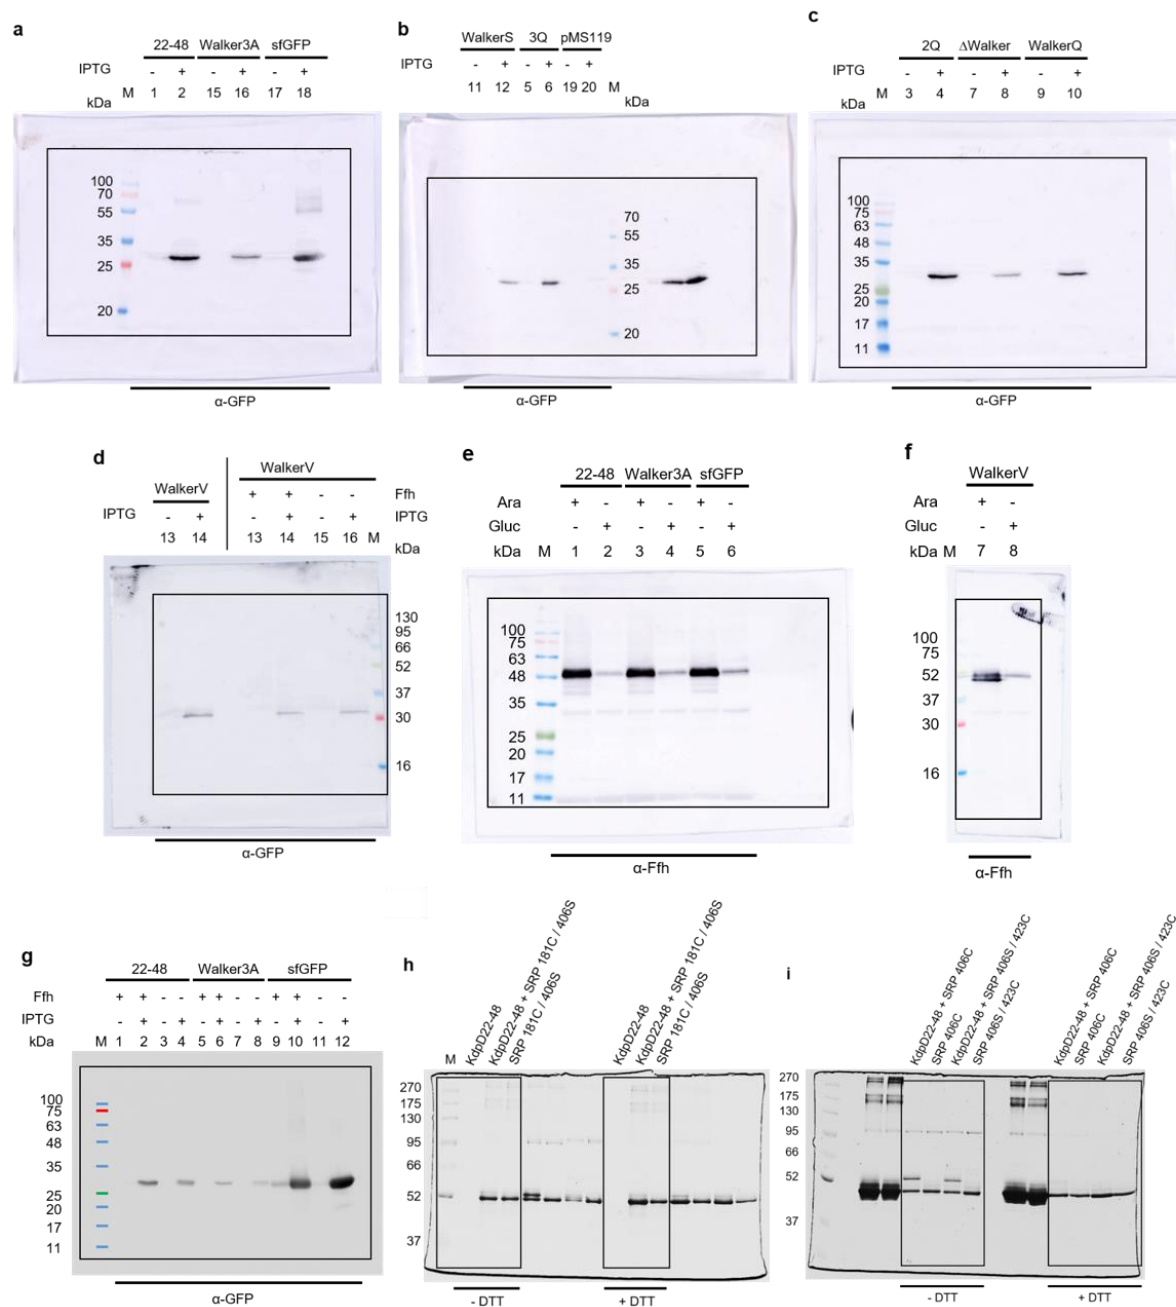 a
22-48 Walker3A sfGFP
IPTG - + - + - +
kDa M 1 2 15 16 17 18
100
70
55
35
25
20
α-GFP
b
WalkerS 3Q pMS119
IPTG - + - + - +
11 12 5 6 19 20 M kDa
70
55
35
25
20
α-GFP
c
2Q ΔWalker WalkerQ
IPTG - + - + - +
kDa M 3 4 7 8 9 10
100
75
63
48
35
25
20
17
11
α-GFP
d
WalkerV WalkerV
+ + - - Ffh
IPTG - + - + - + IPTG
13 14 13 14 15 16 M kDa
130
95
66
52
37
30
16
α-GFP
e
22-48 Walker3A sfGFP
Ara + - + - + -
Gluc - + - + - +
kDa M 1 2 3 4 5 6
100
75
63
48
35
25
20
17
11
α-Ffh
f
WalkerV
Ara + -
Gluc - +
kDa M 7 8
100
75
52
37
30
16
α-Ffh
g
22-48 Walker3A sfGFP
Ffh + + - - + + - - + + - -
IPTG - + - + - + - + - + - +
kDa M 1 2 3 4 5 6 7 8 9 10 11 12
100
75
63
48
35
25
20
17
11
α-GFP
h
M
KdpD22-48
KdpD22-48 + SRP 181C / 406S
SRP 181C / 406S
KdpD22-48
KdpD22-48 + SRP 181C / 406S
SRP 181C / 406S
270
175
130
95
66
52
37
- DTT + DTT
i
KdpD22-48 + SRP 406C
SRP 406C
KdpD22-48 + SRP 406S / 423C
SRP 406S / 423C
KdpD22-48 + SRP 406C
SRP 406C
KdpD22-48 + SRP 406S / 423C
SRP 406S / 423C
270
175
130
95
66
52
37
- DTT + DTT